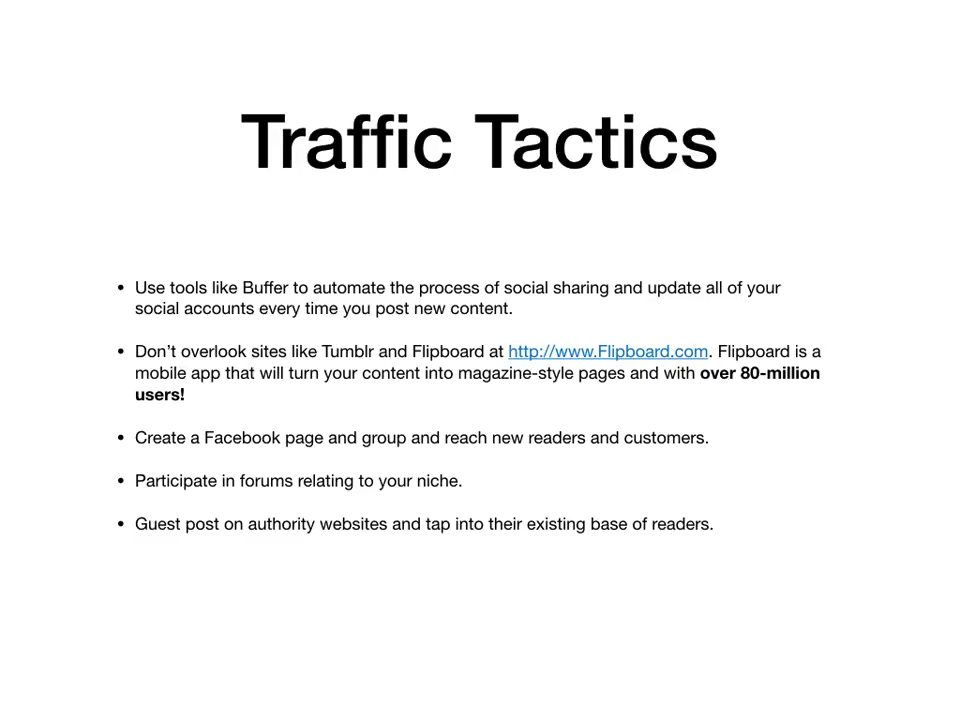 Traffic Tactics
• Use tools like Buffer to automate the process of social sharing and update all of your
social accounts every time you post new content.
• Don’t overlook sites like Tumblr and Flipboard at http://www.Flipboard.com. Flipboard is a
mobile app that will turn your content into magazine-style pages and with over 80-million
users!
• Create a Facebook page and group and reach new readers and customers.
• Participate in forums relating to your niche.
• Guest post on authority websites and tap into their existing base of readers.